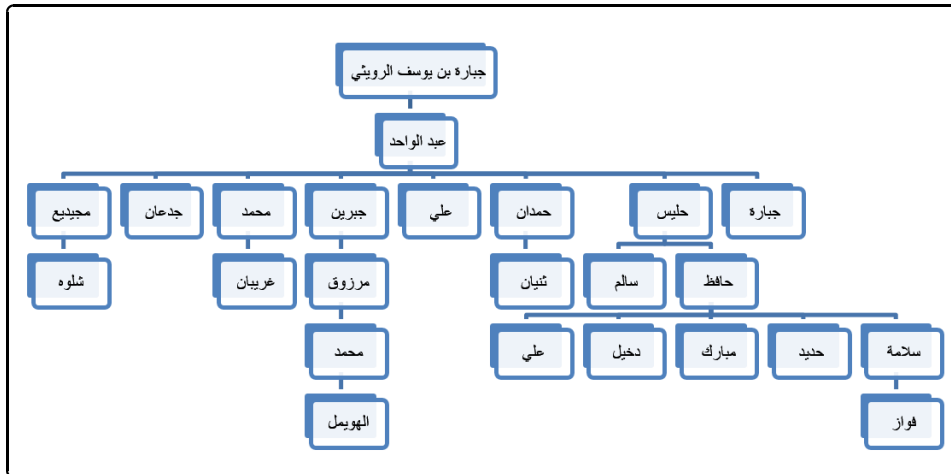 جبارة بن يوسف الرويثي
عبد الواحد
جبارة
حليس
حمدان
علي
جبرين
محمد
جدعان
مجيديع
حافظ
سالم
ثنيان
مرزوق
غريبان
شلوه
سلامة
حديد
مبارك
دخيل
علي
محمد
فواز
الهويمل